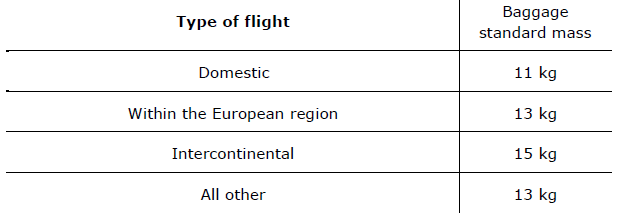 Type of flight
Baggage
standard mass
Domestic
11 kg
Within the European region
13 kg
Intercontinental
15 kg
All other
13 kg